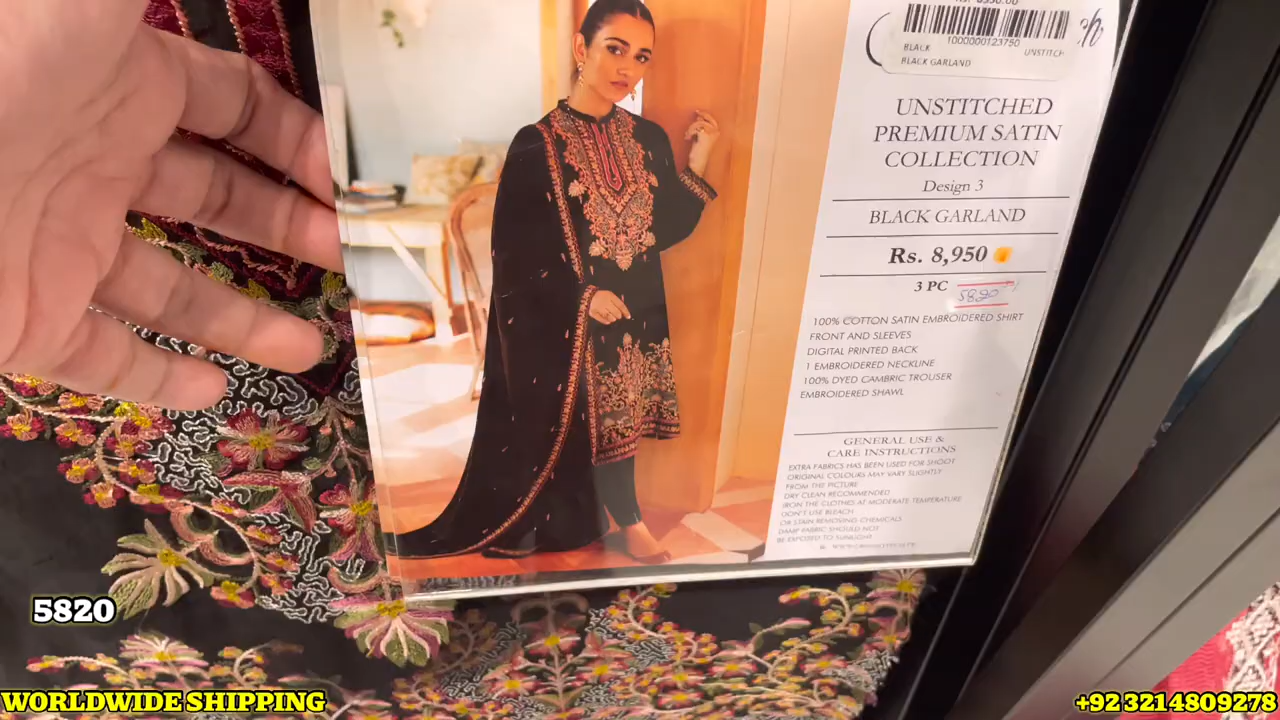 BLACK
1000000123750
UNSTITCH
BLACK GARLAND
UNSTITCHED
PREMIUM SATIN
COLLECTION
Design 3
BLACK GARLAND
Rs. 8,950
3 PC
5820
100% COTTON SATIN EMBROIDERED SHIRT
FRONT AND SLEEVES
DIGITAL PRINTED BACK
1 EMBROIDERED NECKLINE
100% DYED CAMBRIC TROUSER
EMBROIDERED SHAWL
GENERAL USE &
CARE INSTRUCTIONS
EXTRA FABRICS HAS BEEN USED FOR SHOOT
ORIGINAL COLOURS MAY VARY SLIGHTLY
FROM THE PICTURE
DRY CLEAN RECOMMENDED
IRON THE CLOTHES AT MODERATE TEMPERATURE
DON'T USE BLEACH
OR STAIN REMOVING CHEMICALS
DAMP FABRIC SHOULD NOT
BE EXPOSED TO SUNLIGHT
5820
WORLDWIDE SHIPPING
+92 3214809278